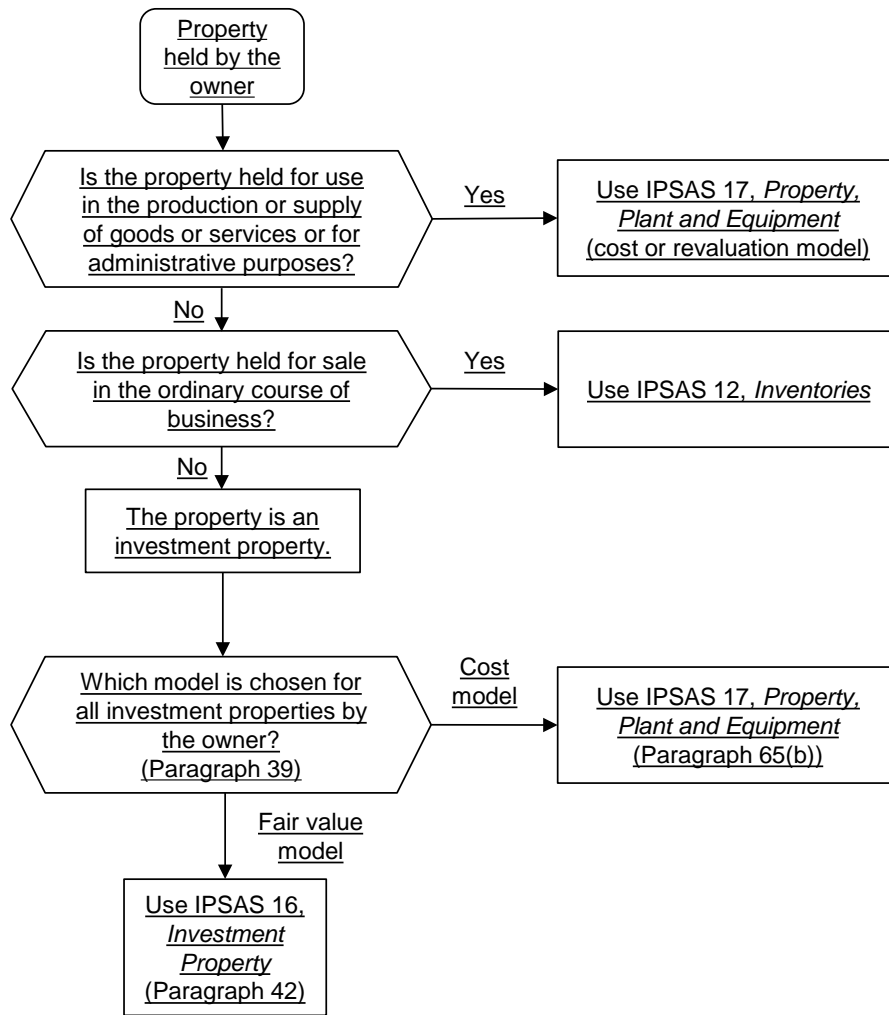 Property
held by the
owner
Is the property held for use
in the production or supply
of goods or services or for
administrative purposes?
Yes
Use IPSAS 17, Property,
Plant and Equipment
(cost or revaluation model)
No
Is the property held for sale
in the ordinary course of
business?
Yes
Use IPSAS 12, Inventories
No
The property is an
investment property.
Which model is chosen for
all investment properties by
the owner?
(Paragraph 39)
Cost
model
Use IPSAS 17, Property,
Plant and Equipment
(Paragraph 65(b))
Fair value
model
Use IPSAS 16,
Investment
Property
(Paragraph 42)